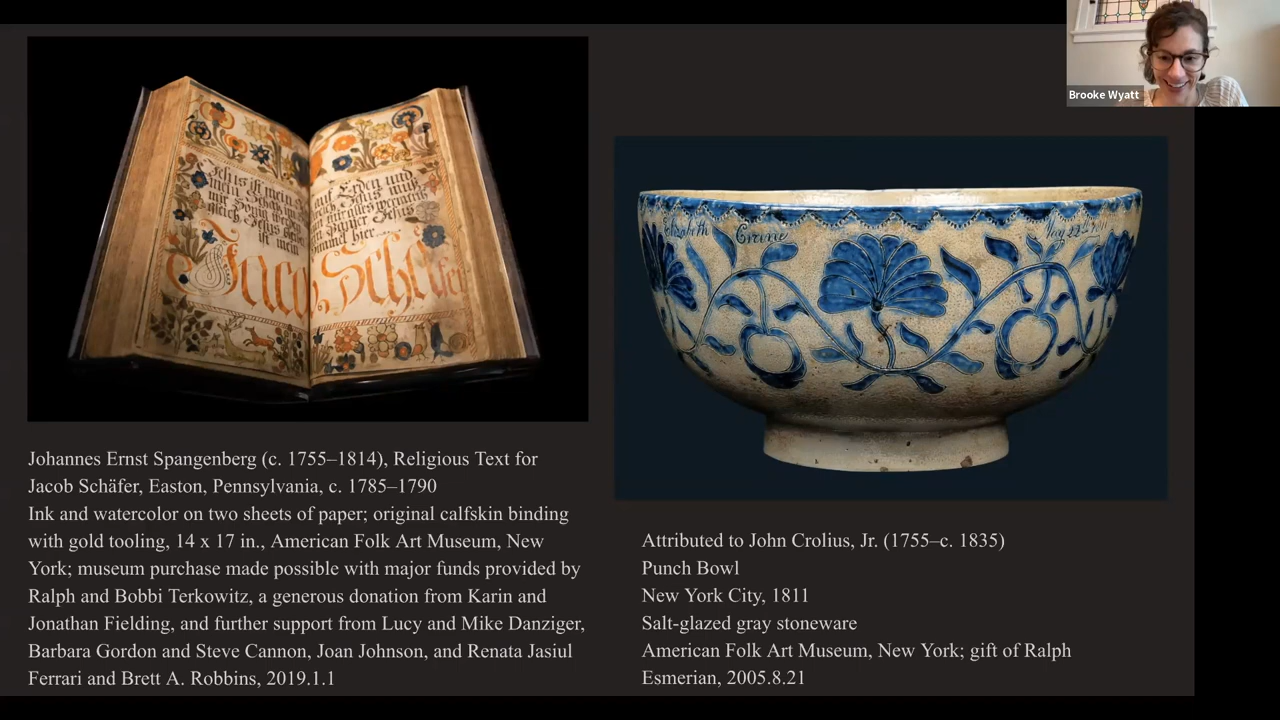 Brooke Wyatt
Jacob Schäfer
Elizabeth Crane
Johannes Ernst Spangenberg (c. 1755–1814), Religious Text for
Jacob Schäfer, Easton, Pennsylvania, c. 1785–1790
Ink and watercolor on two sheets of paper; original calfskin binding
with gold tooling, 14 x 17 in., American Folk Art Museum, New
York; museum purchase made possible with major funds provided by
Ralph and Bobbi Terkowitz, a generous donation from Karin and
Jonathan Fielding, and further support from Lucy and Mike Danziger,
Barbara Gordon and Steve Cannon, Joan Johnson, and Renata Jasiul
Ferrari and Brett A. Robbins, 2019.1.1
Attributed to John Crolius, Jr. (1755–c. 1835)
Punch Bowl
New York City, 1811
Salt-glazed gray stoneware
American Folk Art Museum, New York; gift of Ralph
Esmerian, 2005.8.21